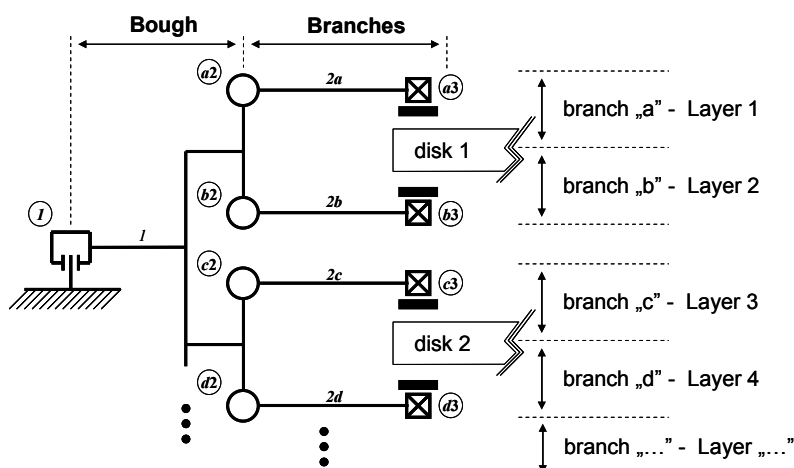 Bough
Branches
a2
2a
a3
branch „a” - Layer 1
disk 1
b2
2b
b3
branch „b” - Layer 2
1
1
c2
2c
c3
branch „c” - Layer 3
disk 2
d2
2d
d3
branch „d” - Layer 4
branch „...” - Layer „...”